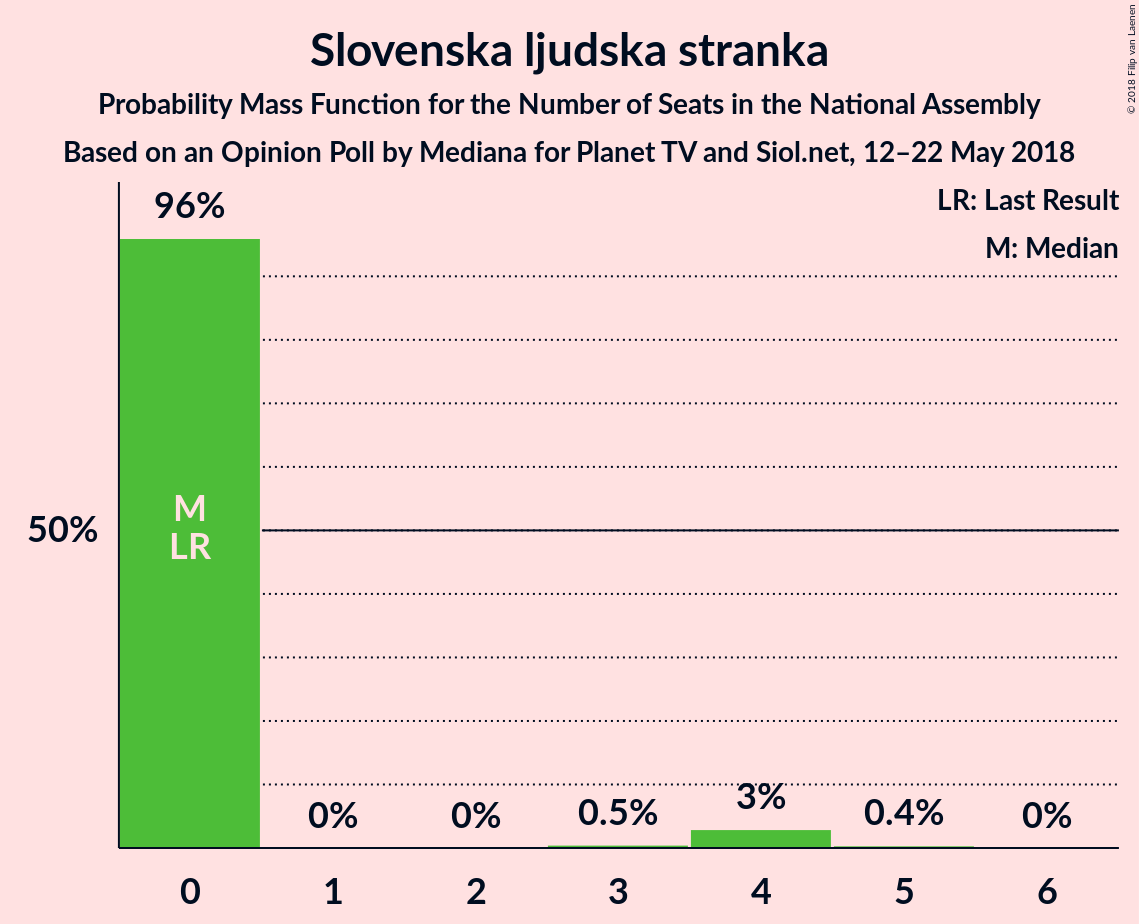 Slovenska ljudska stranka
Probability Mass Function for the Number of Seats in the National Assembly
Based on an Opinion Poll by Mediana for Planet TV and Siol.net, 12–22 May 2018
© 2018 Filip van Laenen
LR: Last Result
M: Median
96%
M
LR
50%
0%
0%
0.5%
3%
0.4%
0%
0
1
2
3
4
5
6